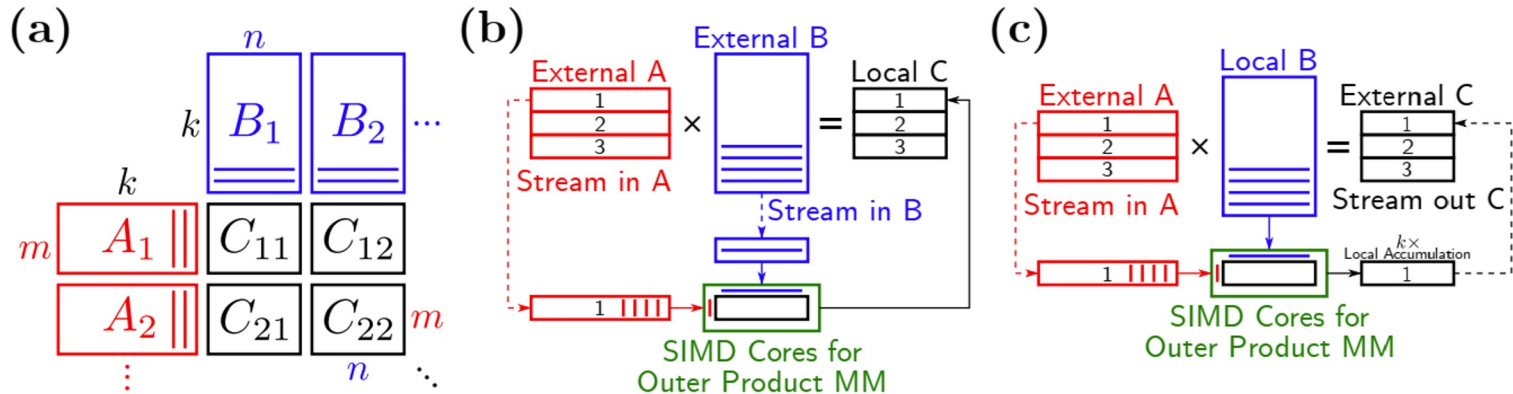 (a)
n
k
B₁
B₂
...
k
m
A₁
C₁₁
C₁₂
A₂
C₂₁
C₂₂
m
n
⋮
⋱
(b)
External B
External A
Local C
1
2
3
×
=
1
2
3
Stream in A
Stream in B
1
SIMD Cores for
Outer Product MM
(c)
Local B
External A
External C
1
2
3
×
=
1
2
3
Stream in A
Stream out C
k×
Local Accumulation
1
1
SIMD Cores for
Outer Product MM